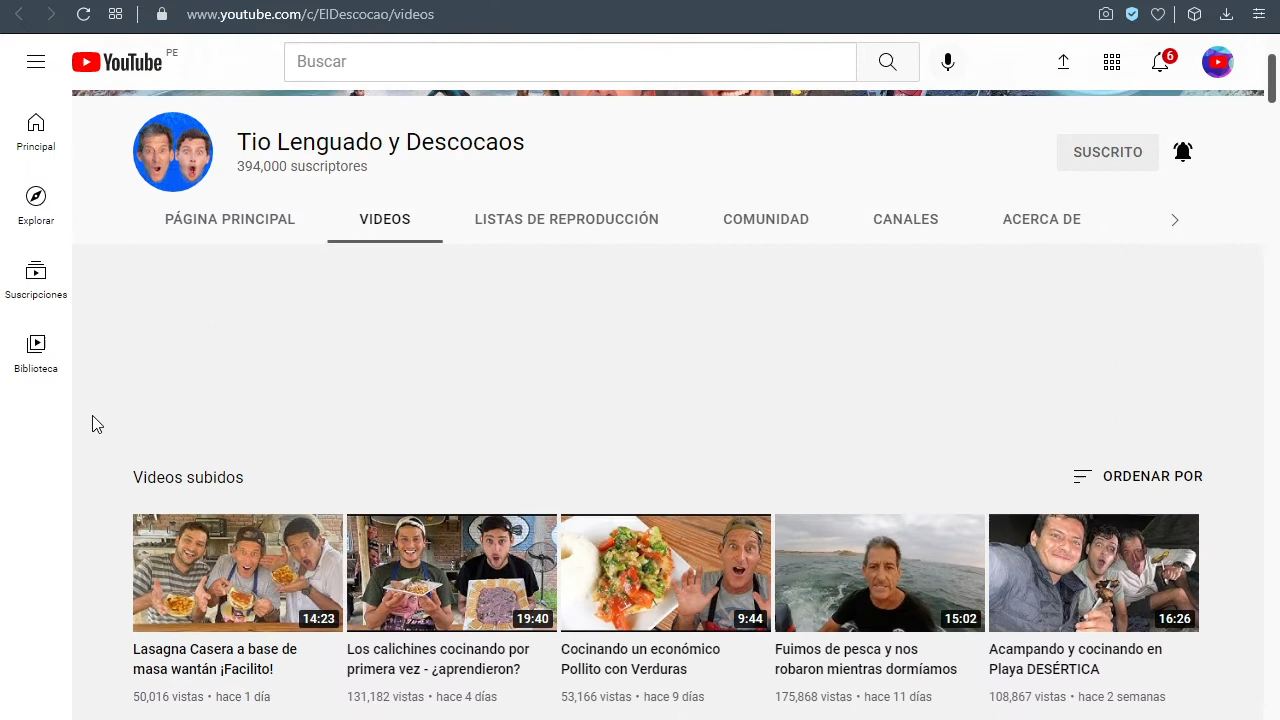 www.youtube.com/c/ElDescocao/videos
YouTube PE
Buscar
6
Principal
Explorar
Suscripciones
Biblioteca
Tio Lenguado y Descocaos
394,000 suscriptores
SUSCRITO
PÁGINA PRINCIPAL VIDEOS LISTAS DE REPRODUCCIÓN COMUNIDAD CANALES ACERCA DE
Videos subidos
ORDENAR POR
14:23
Lasagna Casera a base de
masa wantán ¡Facilito!
50,016 vistas • hace 1 día
19:40
Los calichines cocinando por
primera vez - ¿aprendieron?
131,182 vistas • hace 4 días
9:44
Cocinando un económico
Pollito con Verduras
53,166 vistas • hace 9 días
15:02
Fuimos de pesca y nos
robaron mientras dormíamos
175,868 vistas • hace 11 días
16:26
Acampando y cocinando en
Playa DESÉRTICA
108,867 vistas • hace 2 semanas